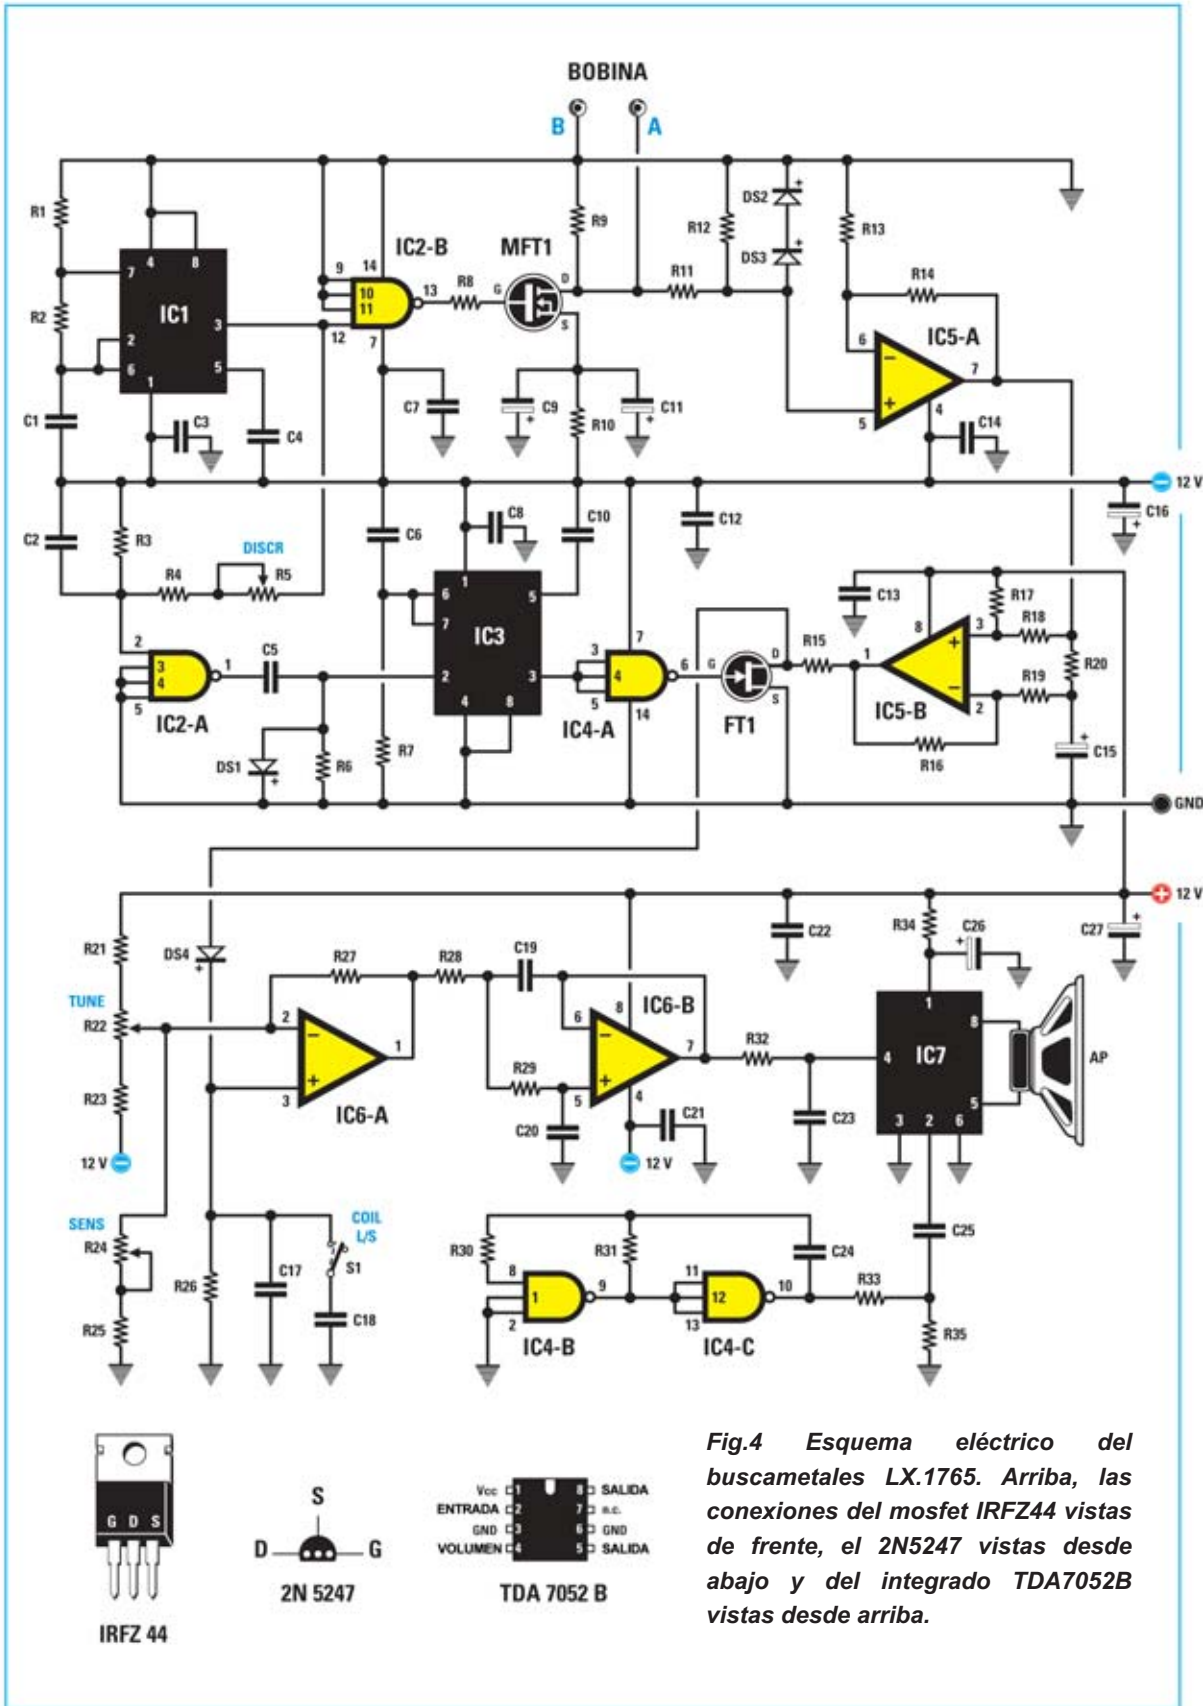 BOBINA
B A
R1
4 8
7
IC1
R2
3
2
6 5
1
C1
C3
C4
IC2-B
9 14
10
11
13
12
7
R8
MFT1
G
D
S
R9
R11
R12
DS2 +
DS3 +
R13
R14
IC5-A
6 −
7
+
5
4
C14
C7
C9 +
R10
C11 +
− 12 V
C16 +
C2
R3
DISCR
R4
R5
C6
C8
C10
C12
1
6 5
7
IC3
2 3
4 8
2
3
4
5
1
IC2-A
C5
DS1 +
R6
R7
3 7
4
5
6
14
IC4-A
G
D
S
FT1
R15
C13
8
3
+
1
−
2
IC5-B
R16
R17
R18
R19
R20
C15 +
GND
+ 12 V
R21
TUNE
R22
R23
12 V −
DS4 +
R27
R28
C19
2 −
1
+
3
IC6-A
R29
C20
IC6-B
8
6 −
7
+
5
4
C21
− 12 V
C22
R32
C23
R34
C26 +
C27 +
1
8
4 IC7
5
3 2 6
AP
SENS
R24
R25
R26
C17
COIL
L/S
S1
C18
R30
R31
C24
C25
8
1
2
9
IC4-B
11
12
13
10
IC4-C
R33
R35
G D S
IRFZ 44
S
D G
2N 5247
Vcc 1 8 SALIDA
ENTRADA 2 7 n.c.
GND 3 6 GND
VOLUMEN 4 5 SALIDA
TDA 7052 B
Fig.4 Esquema eléctrico del
buscametales LX.1765. Arriba, las
conexiones del mosfet IRFZ44 vistas
de frente, el 2N5247 vistas desde
abajo y del integrado TDA7052B
vistas desde arriba.